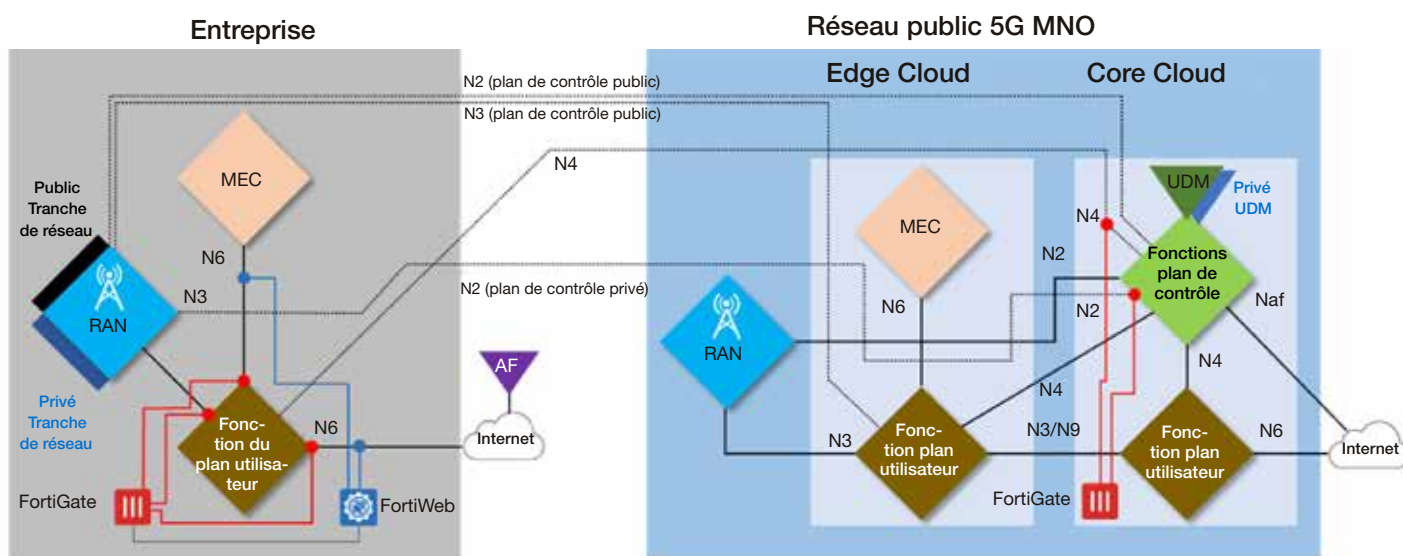 Entreprise
Réseau public 5G MNO
Edge Cloud
Core Cloud
N2 (plan de contrôle public)
N3 (plan de contrôle public)
N4
MEC
Public
Tranche
de réseau
N6
N3
RAN
N2 (plan de contrôle privé)
Privé
Tranche
de réseau
Fonc-
tion du
plan utilisa-
teur
N6
AF
Internet
FortiGate
FortiWeb
UDM
Privé
UDM
N4
MEC
Fonctions
plan de
contrôle
N2
N2
Naf
N6
RAN
N4
N4
N3
Fonc-
tion plan
utilisateur
N3/N9
Fonc-
tion plan
utilisateur
N6
Internet
FortiGate